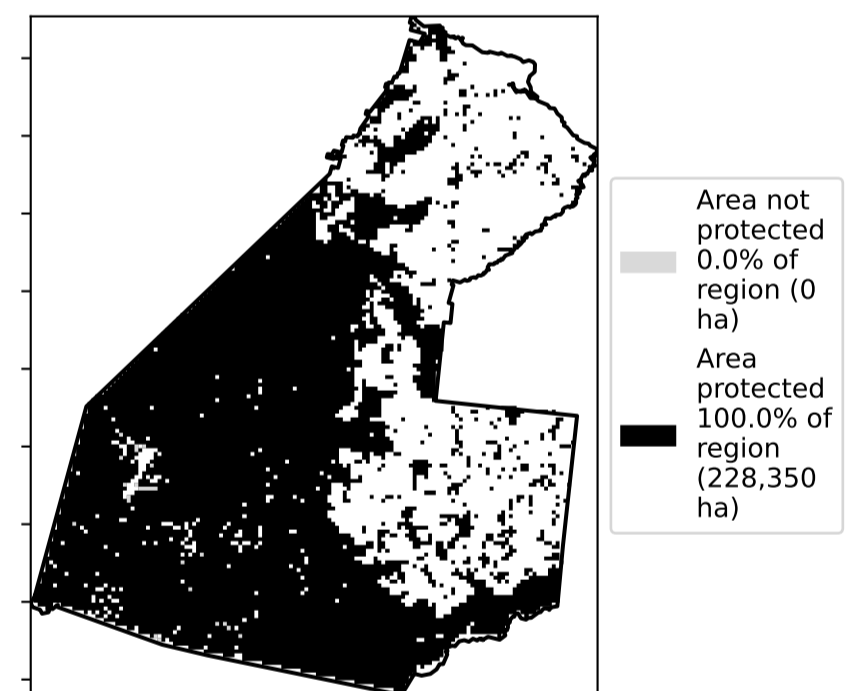 Area not
protected
0.0% of
region (0
ha)
Area
protected
100.0% of
region
(228,350
ha)